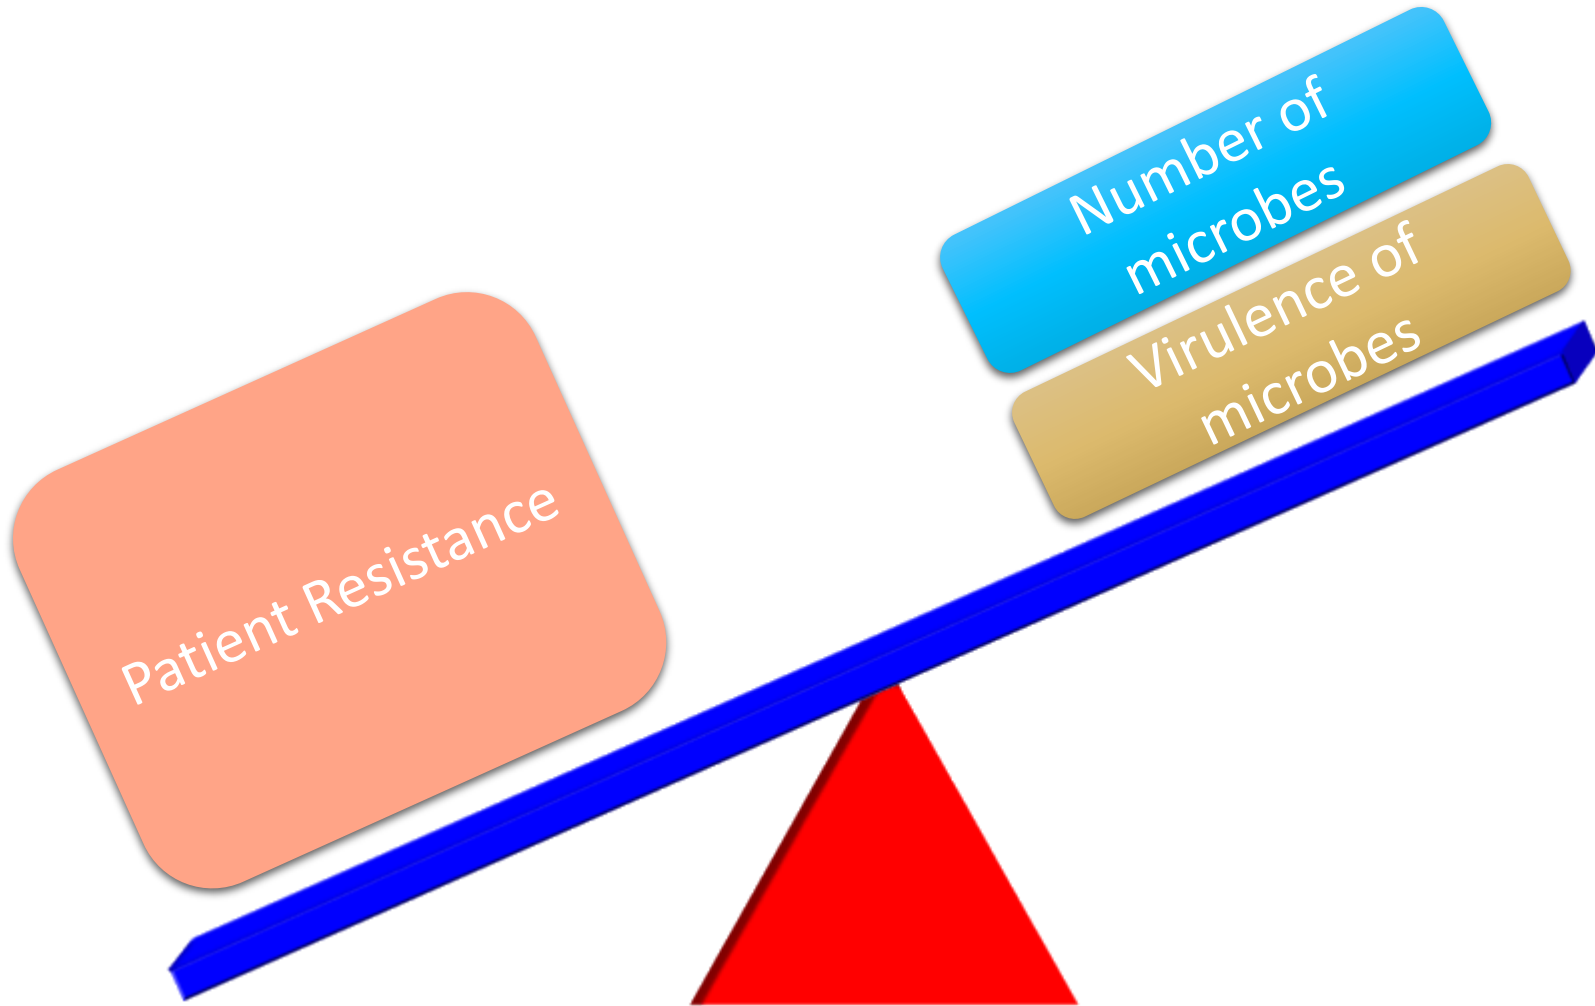 Patient Resistance
Number of
microbes
Virulence of
microbes